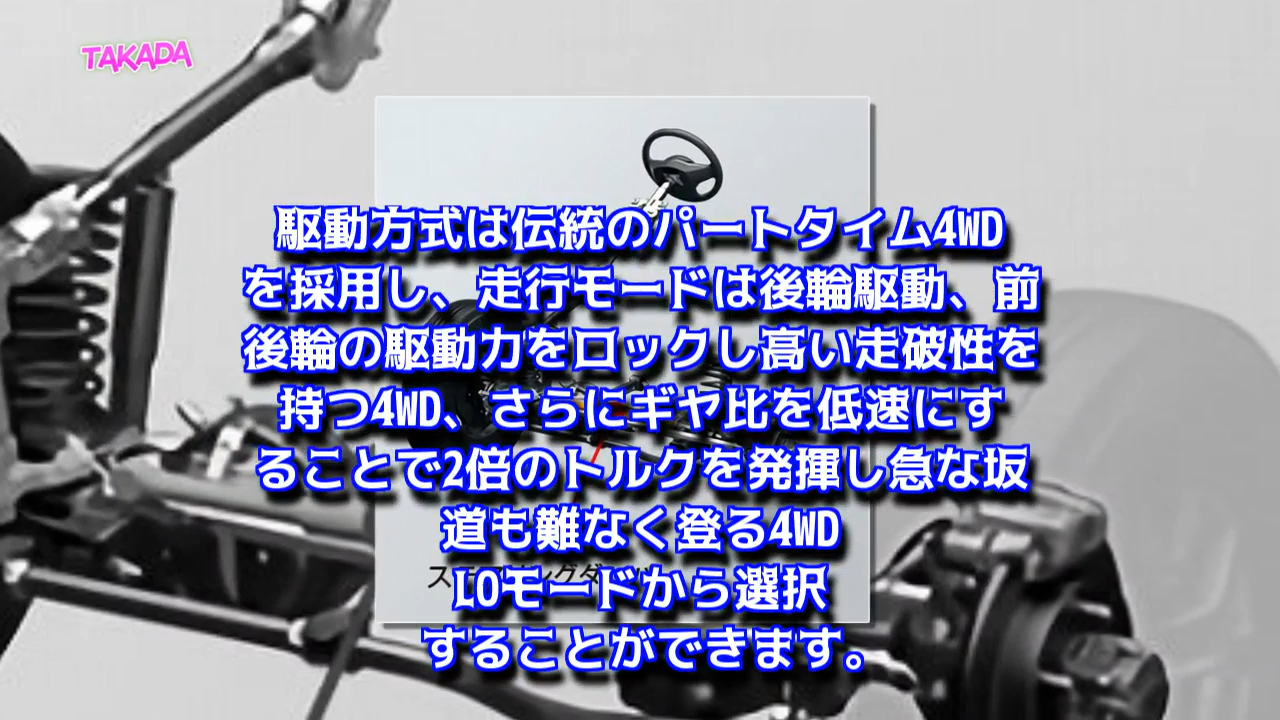 TAKADA
駆動方式は伝統のパートタイム4WD
を採用し、走行モードは後輪駆動、前
後輪の駆動力をロックし高い走破性を
持つ4WD、さらにギヤ比を低速にす
ることで2倍のトルクを発揮し急な坂
道も難なく登る4WD
LOモードから選択
することができます。